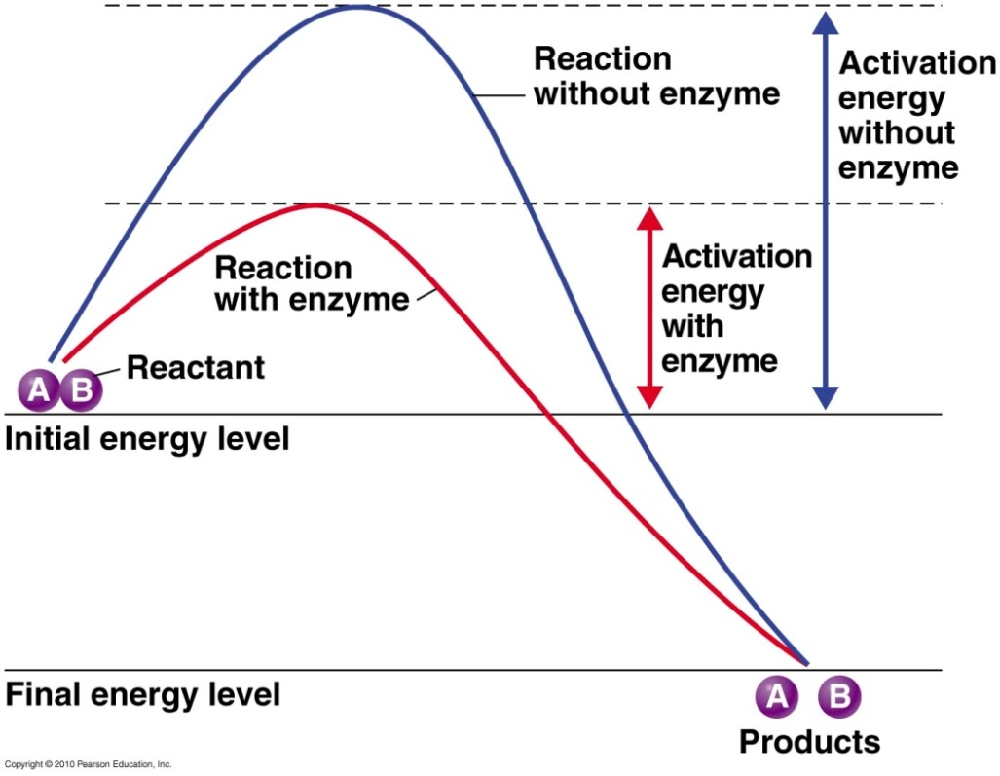 Reaction
without enzyme
Activation
energy
without
enzyme
Reaction
with enzyme
Activation
energy
with
enzyme
A B
Reactant
Initial energy level
Final energy level
A B
Products
Copyright © 2010 Pearson Education, Inc.